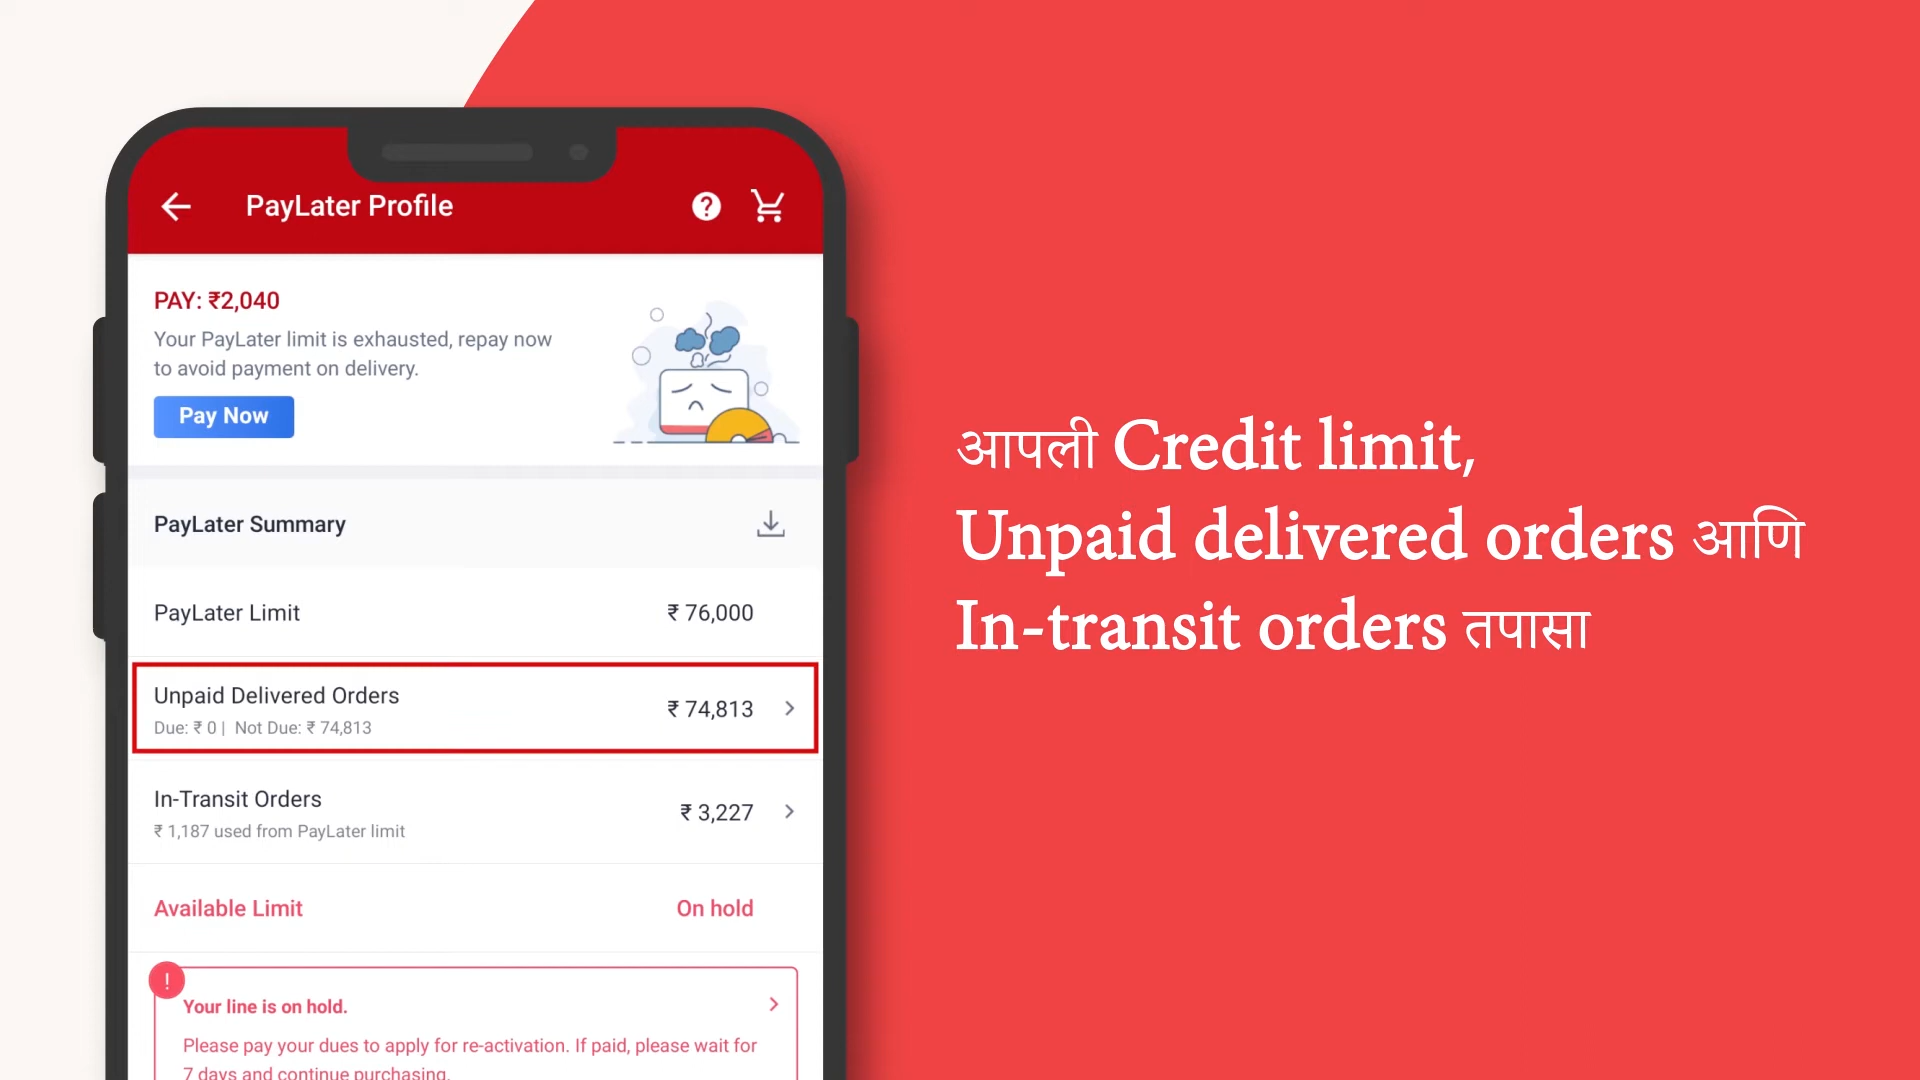 PayLater Profile
PAY: ₹2,040
Your PayLater limit is exhausted, repay now
to avoid payment on delivery.
Pay Now
PayLater Summary
PayLater Limit ₹ 76,000
Unpaid Delivered Orders ₹ 74,813
Due: ₹ 0 | Not Due: ₹ 74,813
In-Transit Orders ₹ 3,227
₹ 1,187 used from PayLater limit
Available Limit On hold
Your line is on hold.
Please pay your dues to apply for re-activation. If paid, please wait for
7 days and continue purchasing.
आपली Credit limit,
Unpaid delivered orders आणि
In-transit orders तपासा